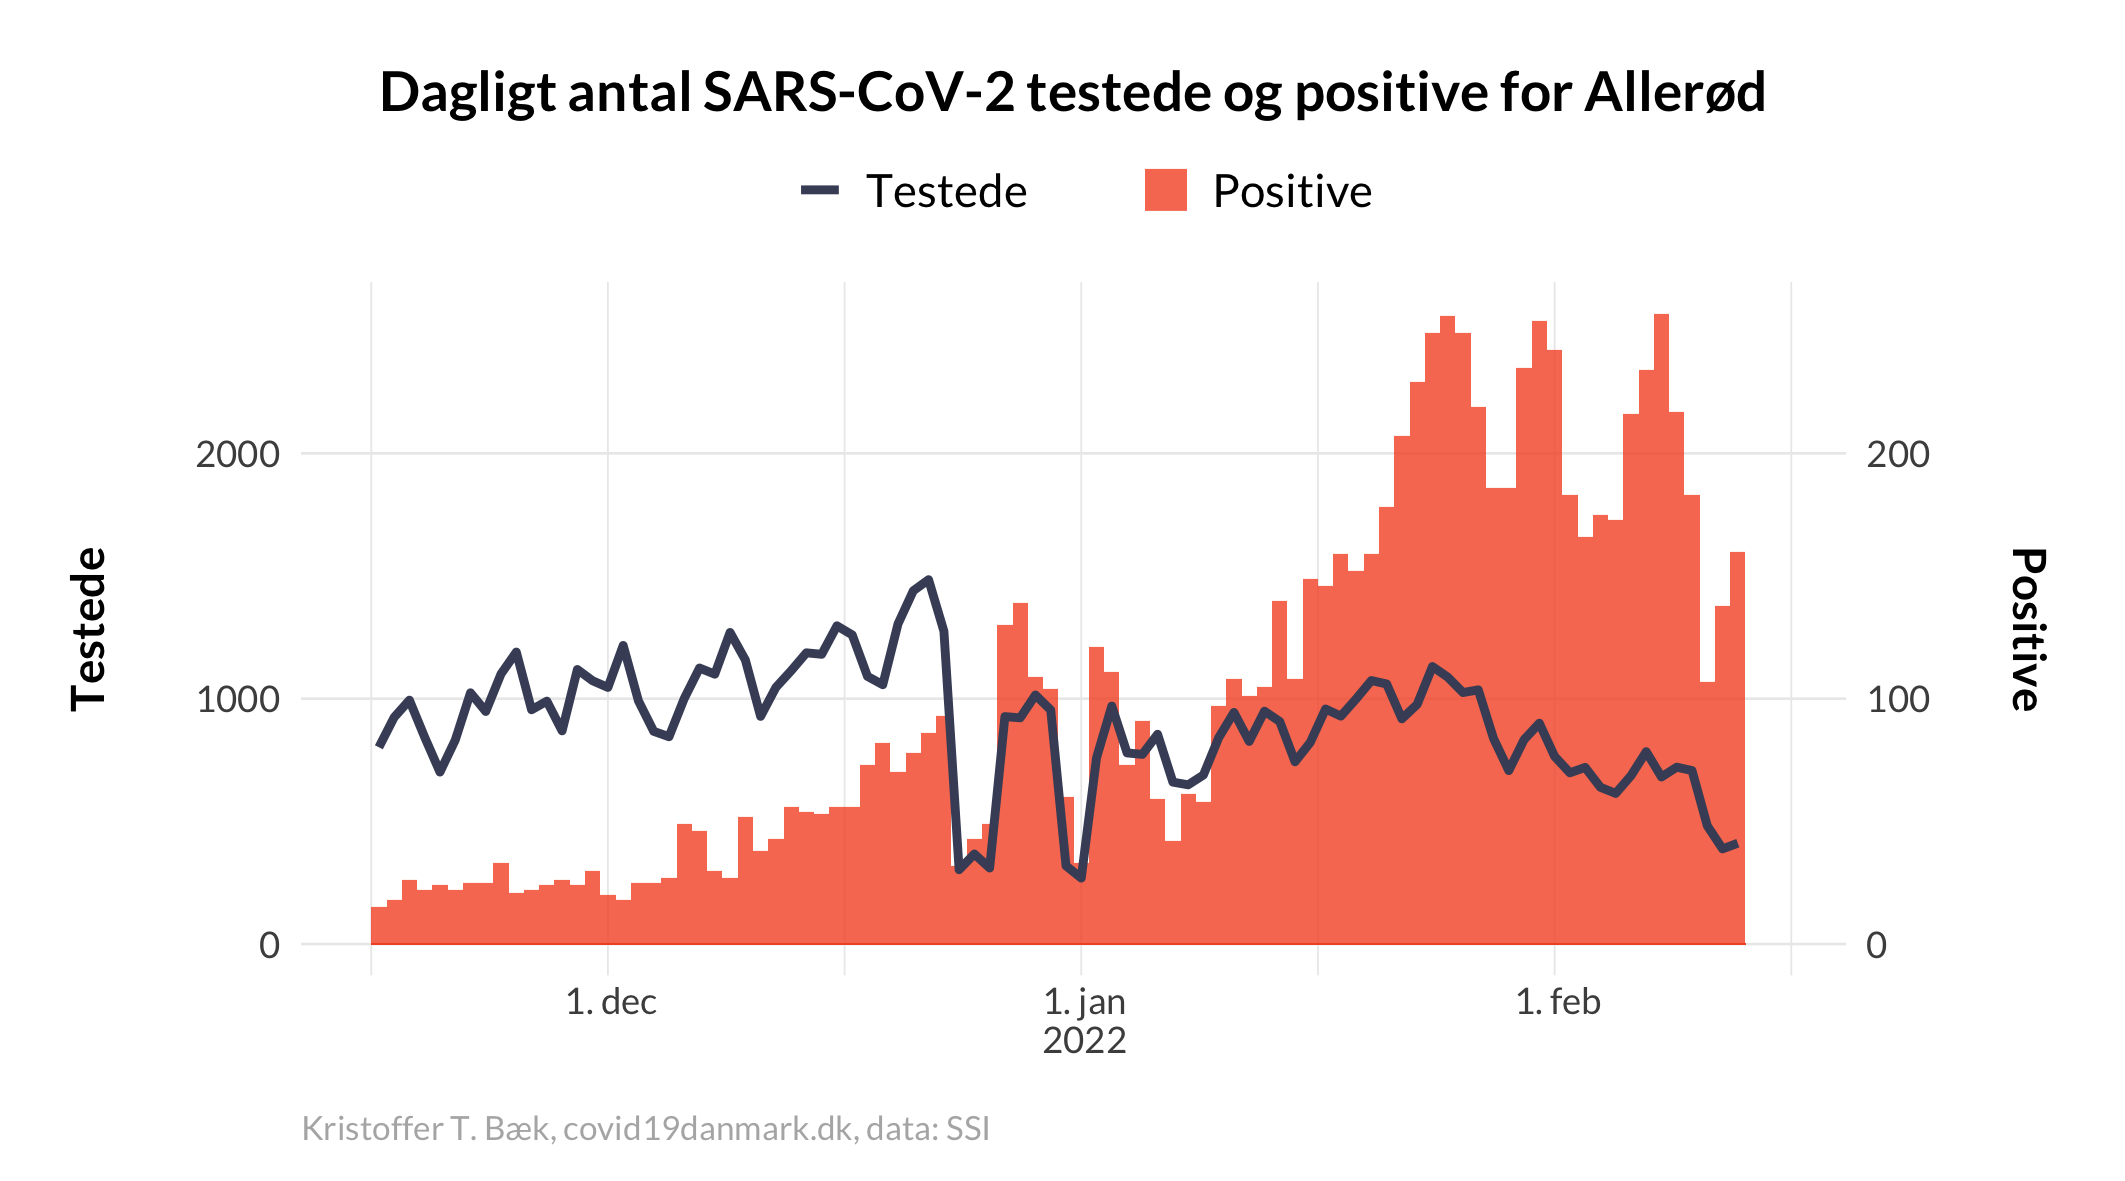 Dagligt antal SARS-CoV-2 testede og positive for Allerød
Testede
Positive
Testede
2000
1000
0
200
100
0
Positive
1. dec
1. jan
2022
1. feb
Kristoffer T. Bæk, covid19danmark.dk, data: SSI